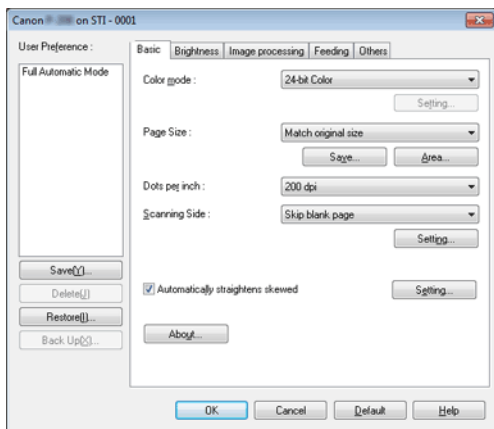 Canon on STI - 0001
User Preference :
Full Automatic Mode
Save(Y)...
Delete(J)
Restore(I)...
Back Up(X)...
Basic Brightness Image processing Feeding Others
Color mode : 24-bit Color
Setting...
Page Size : Match original size
Save... Area...
Dots per inch : 200 dpi
Scanning Side : Skip blank page
Setting...
Automatically straightens skewed Setting...
About...
OK Cancel Default Help